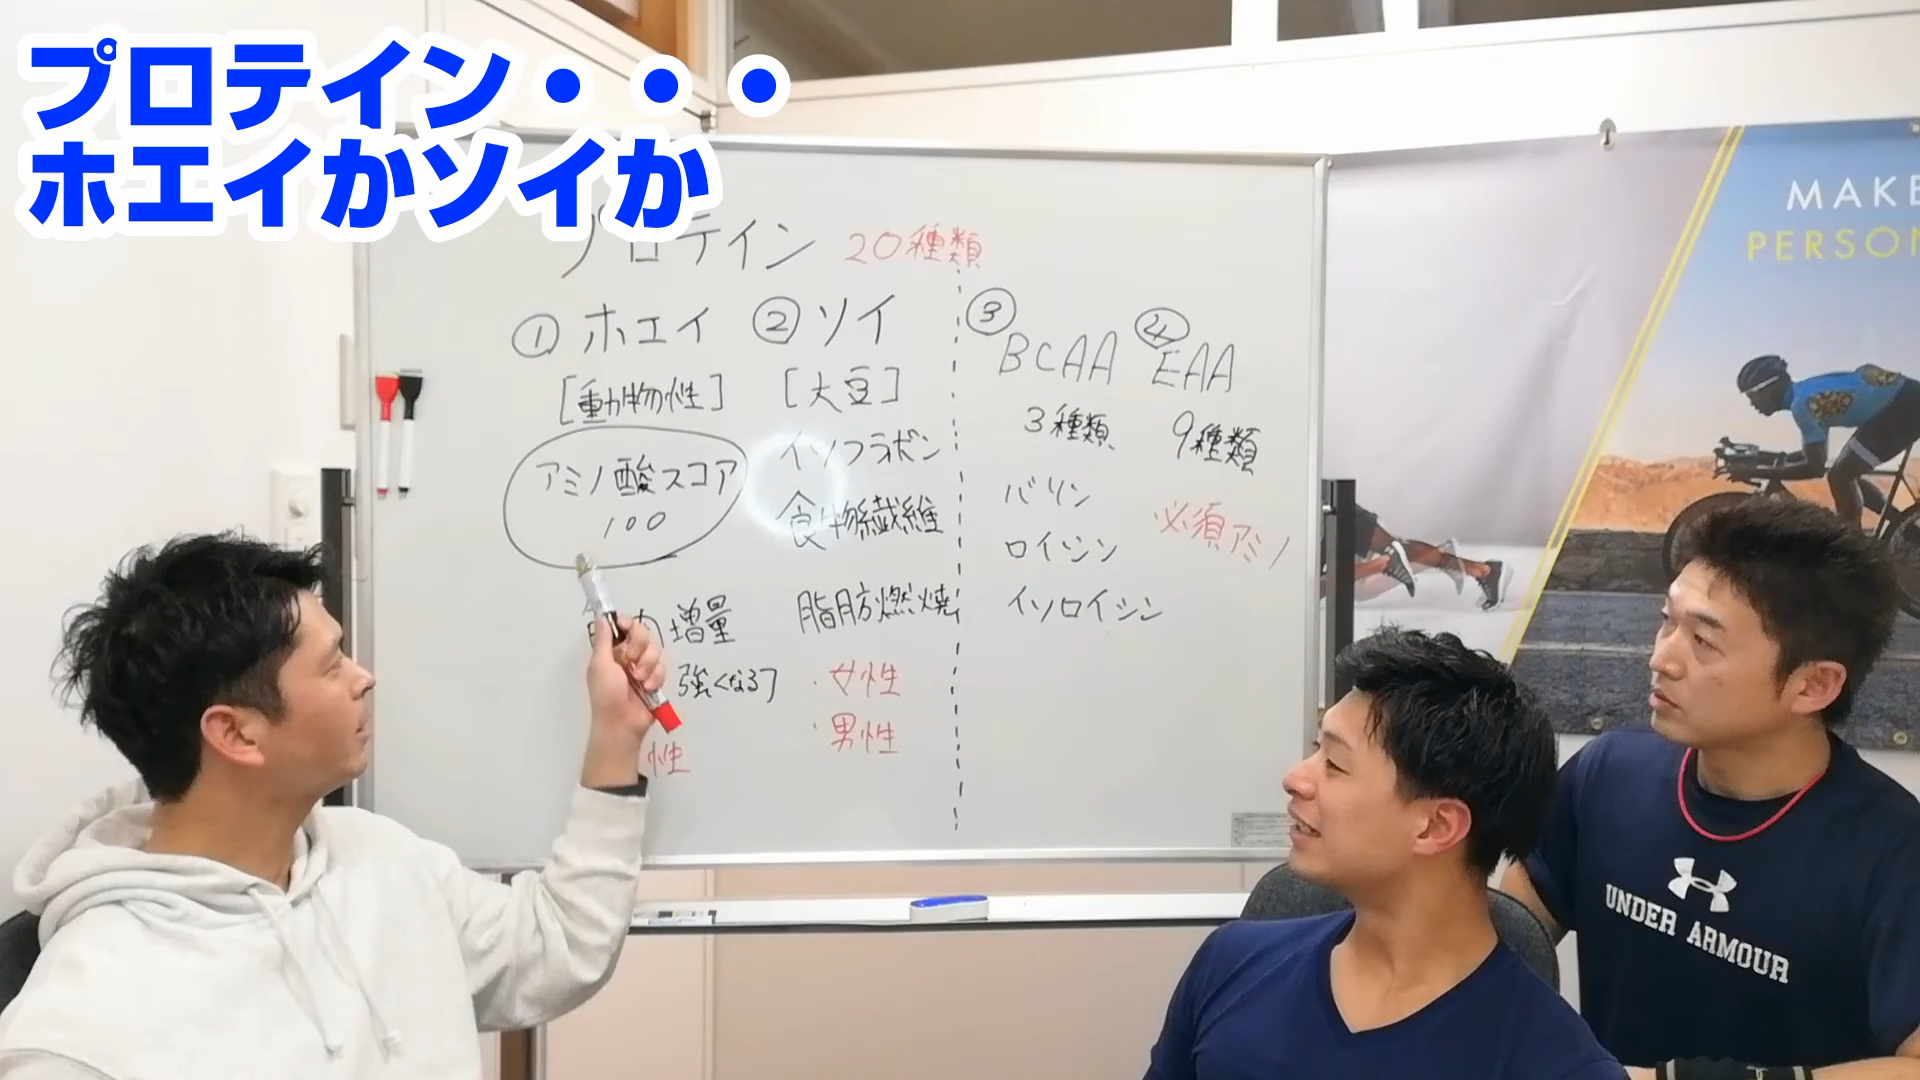 プロテイン・・・
ホエイかソイか
プロテイン 20種類
① ホエイ ② ソイ
③ BCAA ④ EAA
[動物性] [大豆]
3種類 9種類
アミノ酸スコア
100
イソフラボン
食物繊維
バリン
ロイシン
イソロイシン
必須アミノ
増量 脂肪燃焼
強くなる
・女性
・男性
性
MAKE
PERSON
UNDER ARMOUR